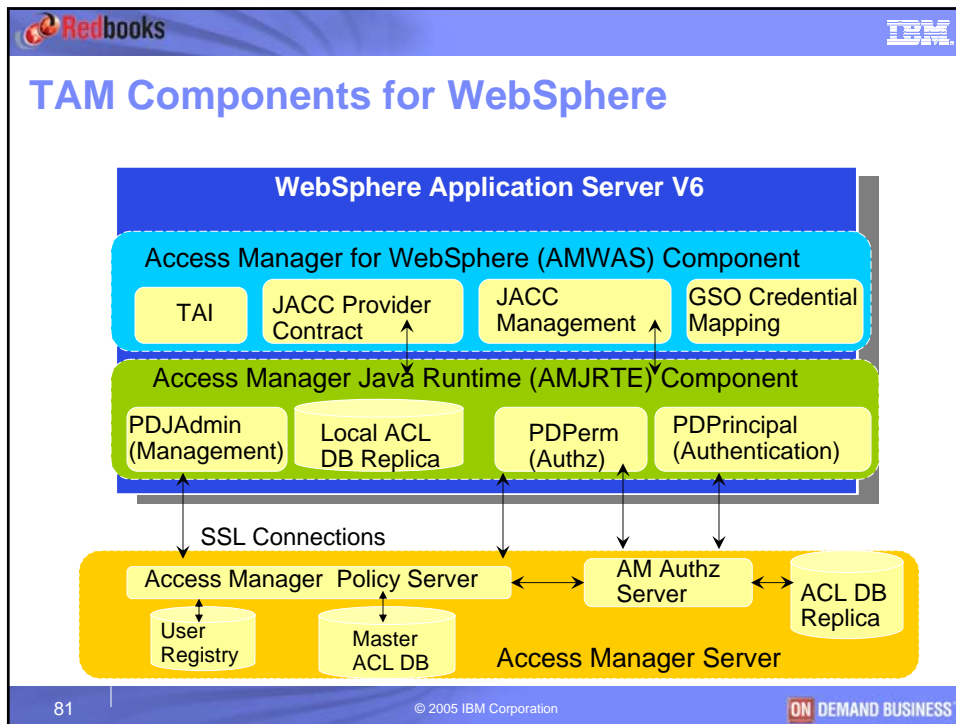 Redbooks
IBM
TAM Components for WebSphere
WebSphere Application Server V6
Access Manager for WebSphere (AMWAS) Component
TAI
JACC Provider
Contract
JACC
Management
GSO Credential
Mapping
Access Manager Java Runtime (AMJRTE) Component
PDJAdmin
(Management)
Local ACL
DB Replica
PDPerm
(Authz)
PDPrincipal
(Authentication)
SSL Connections
Access Manager Policy Server
AM Authz
Server
ACL DB
Replica
User
Registry
Master
ACL DB
Access Manager Server
81
© 2005 IBM Corporation
ON DEMAND BUSINESS